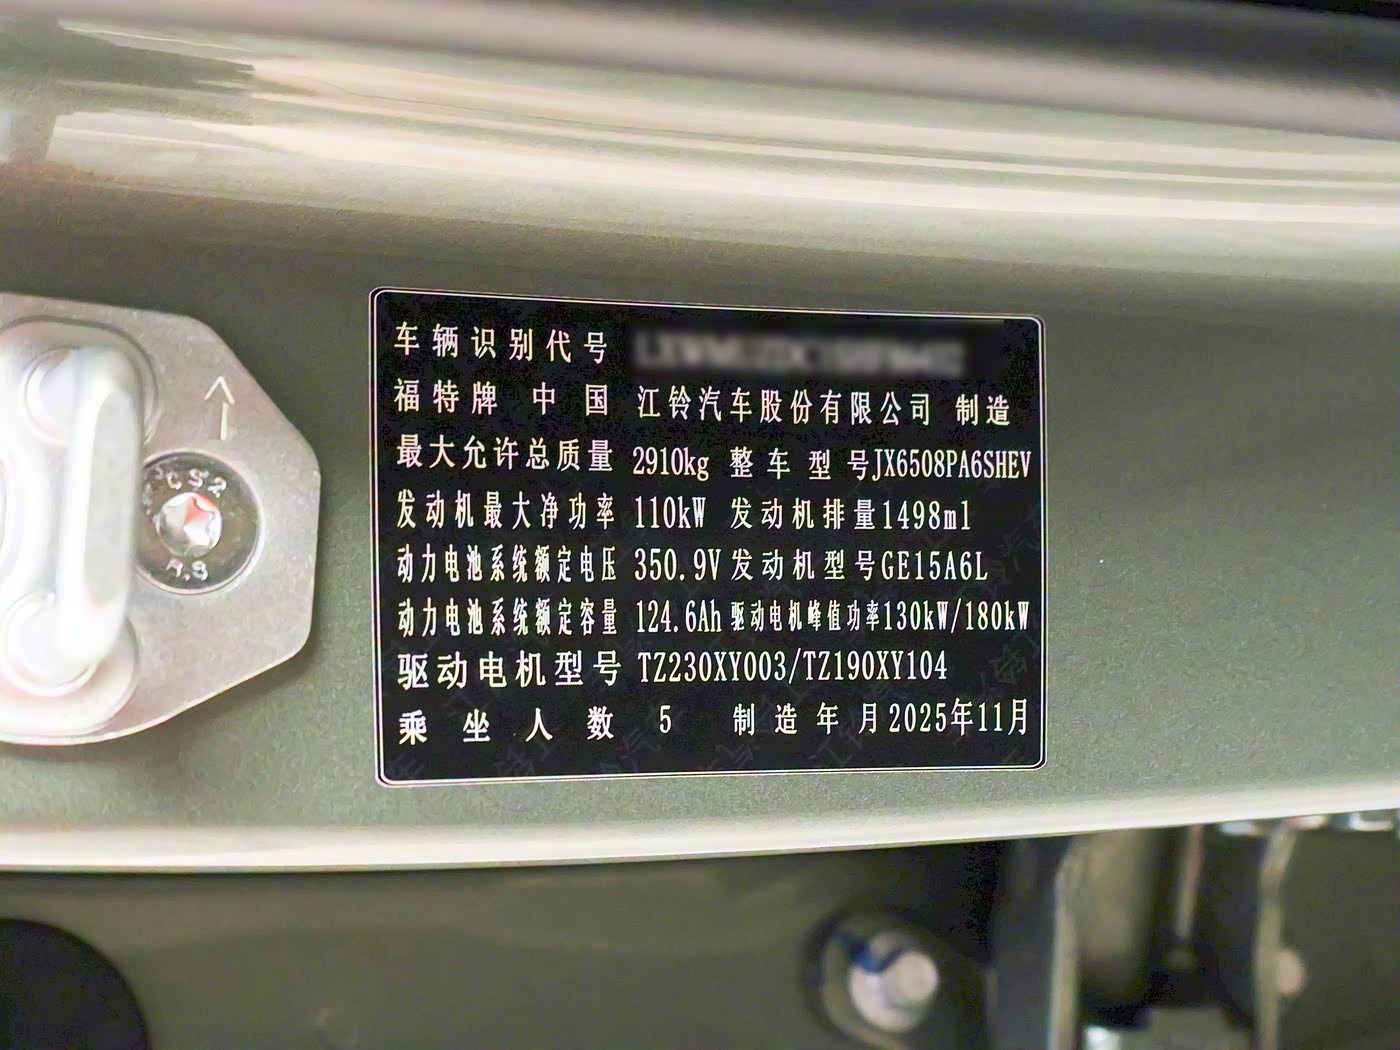 车辆识别代号
福特牌 中国 江铃汽车股份有限公司 制造
最大允许总质量 2910kg 整车型号JX6508PA6SHEV
发动机最大净功率 110kW 发动机排量1498ml
动力电池系统额定电压 350.9V 发动机型号GE15A6L
动力电池系统额定容量 124.6Ah 驱动电机峰值功率130kW/180kW
驱动电机型号 TZ230XY003/TZ190XY104
乘坐人数 5 制造年月2025年11月
CS2
A.S